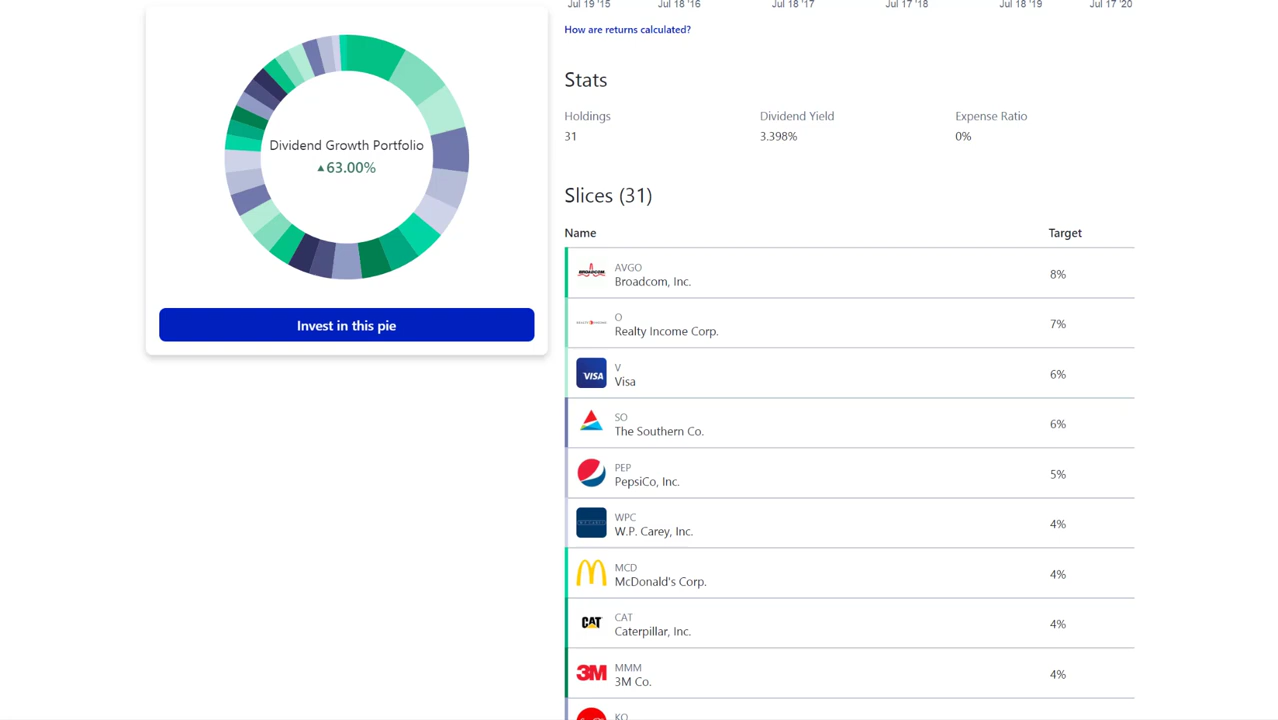 Jul 19 '15 Jul 18 '16 Jul 18 '17 Jul 17 '18 Jul 18 '19 Jul 17 '20
How are returns calculated?
Dividend Growth Portfolio
▲63.00%
Invest in this pie
Stats
Holdings Dividend Yield Expense Ratio
31 3.398% 0%
Slices (31)
Name Target
BROADCOM
AVGO
Broadcom, Inc.
8%
O
Realty Income Corp.
7%
VISA
V
Visa
6%
SO
The Southern Co.
6%
PEP
PepsiCo, Inc.
5%
WPC
W.P. Carey, Inc.
4%
MCD
McDonald's Corp.
4%
CAT
CAT
Caterpillar, Inc.
4%
3M
MMM
3M Co.
4%
KO